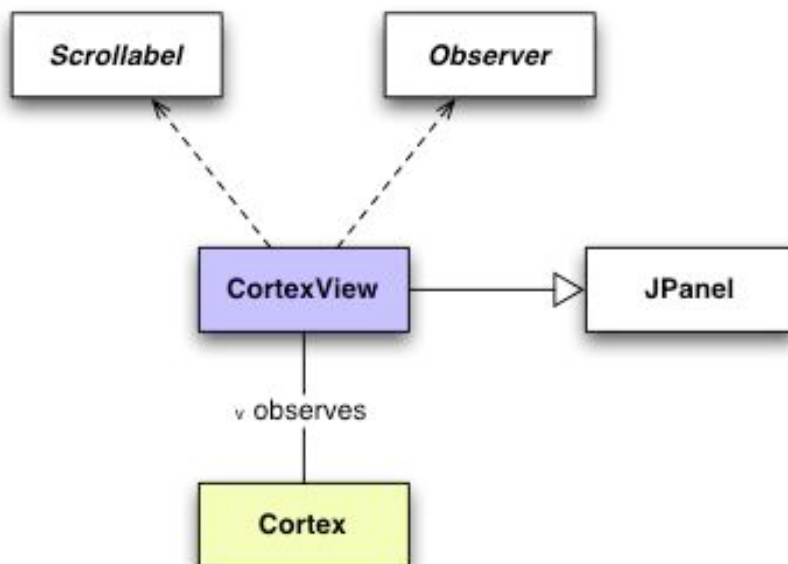 Scrollabel
Observer
CortexView
JPanel
v observes
Cortex